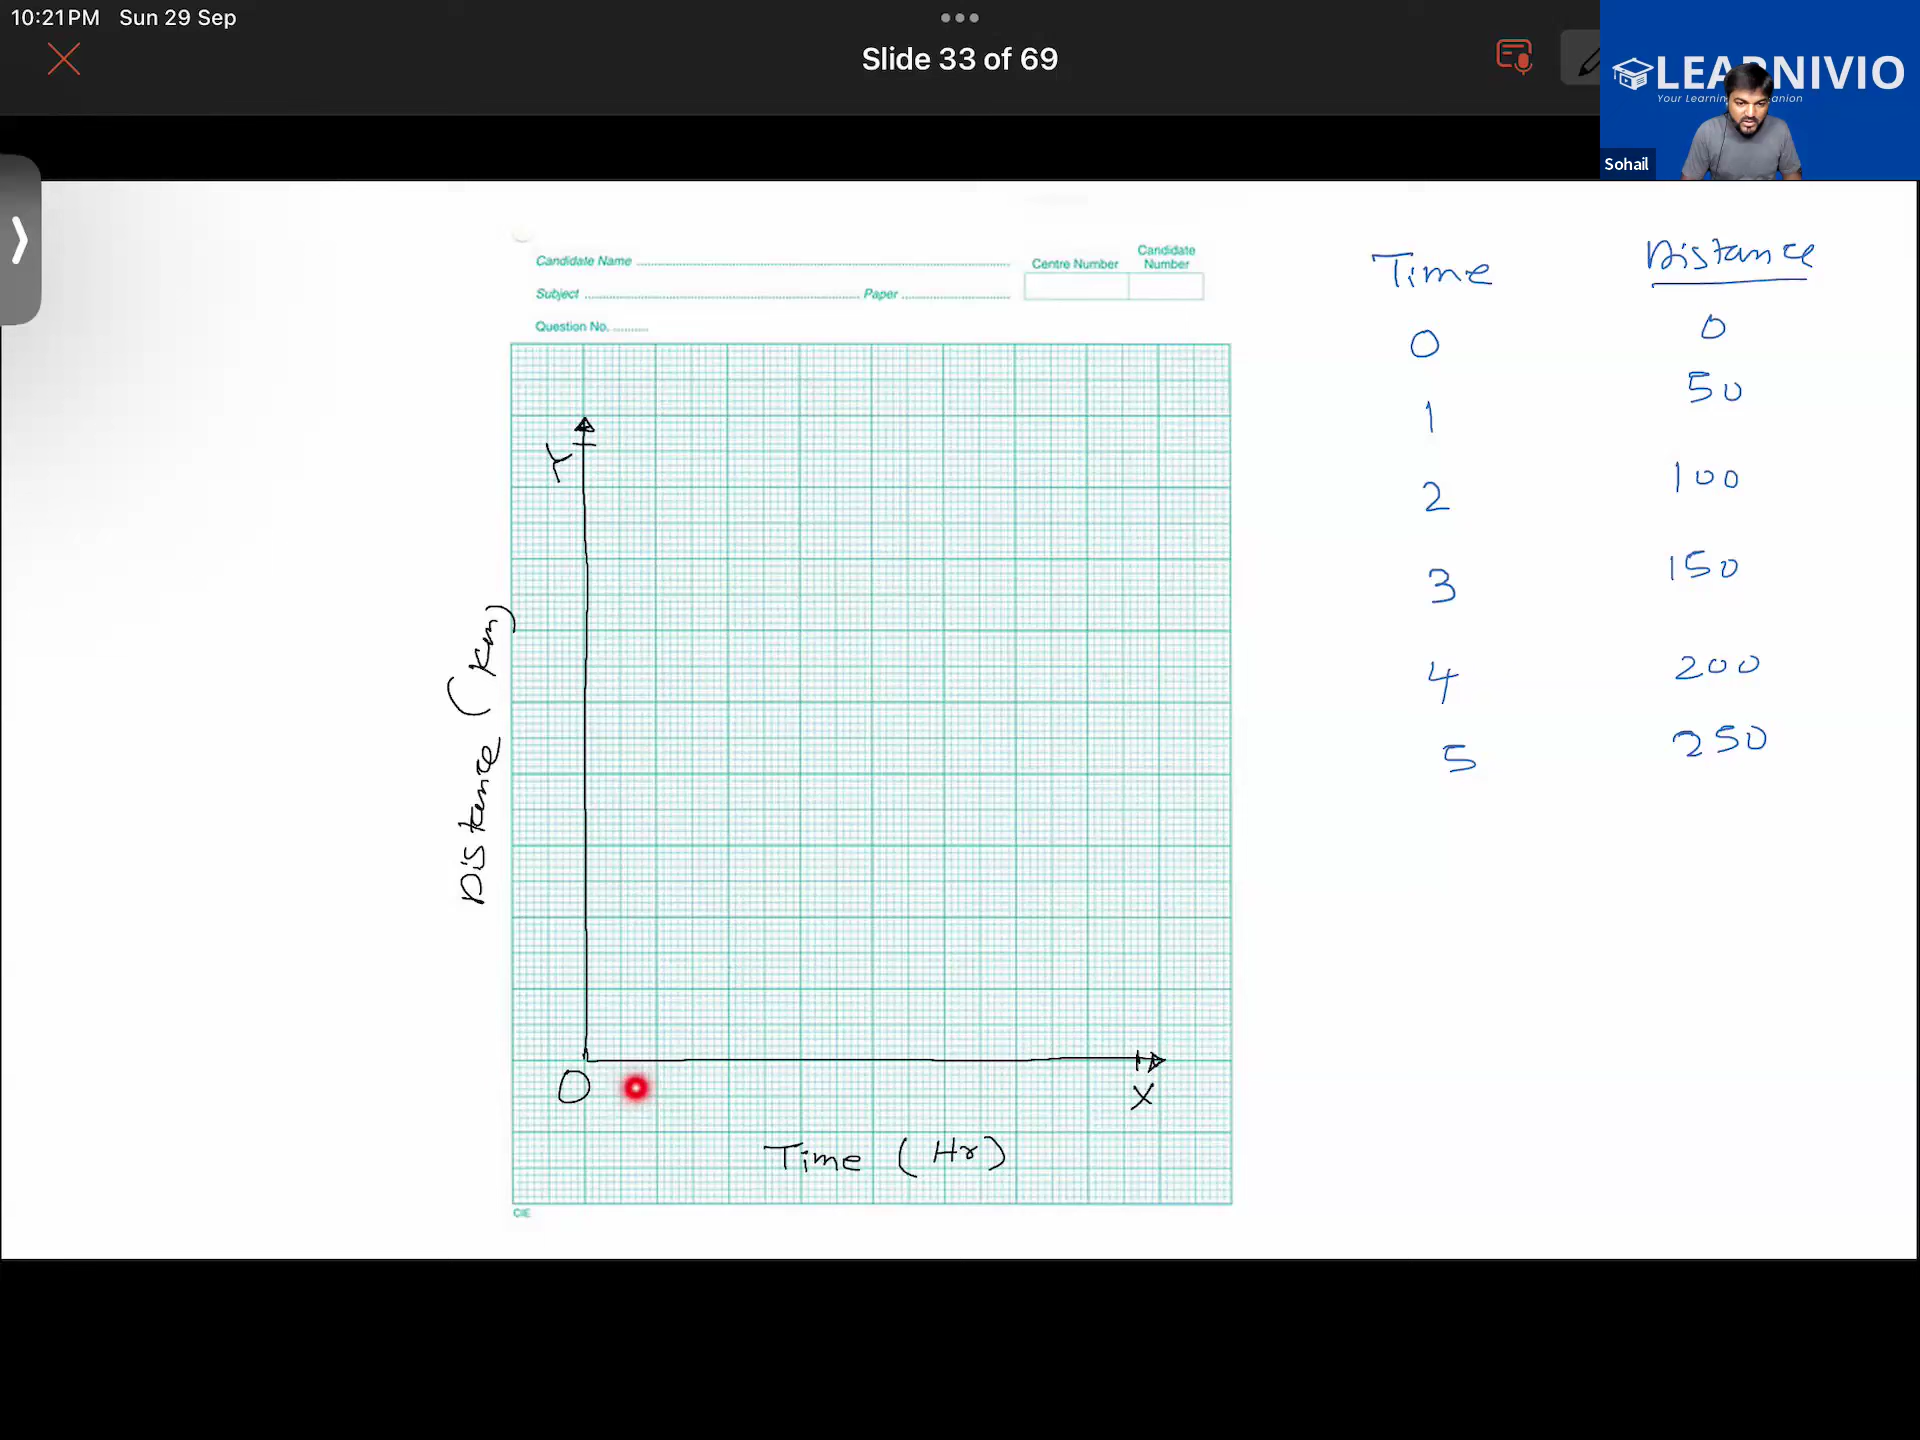 10:21PM Sun 29 Sep
Slide 33 of 69
LEARNIVIO
Sohail
Candidate Name
Centre Number
Candidate Number
Subject
Paper
Question No.
Y
Distance (Km)
O
X
Time (Hr)
CIE
Time Distance
0 0
1 50
2 100
3 150
4 200
5 250